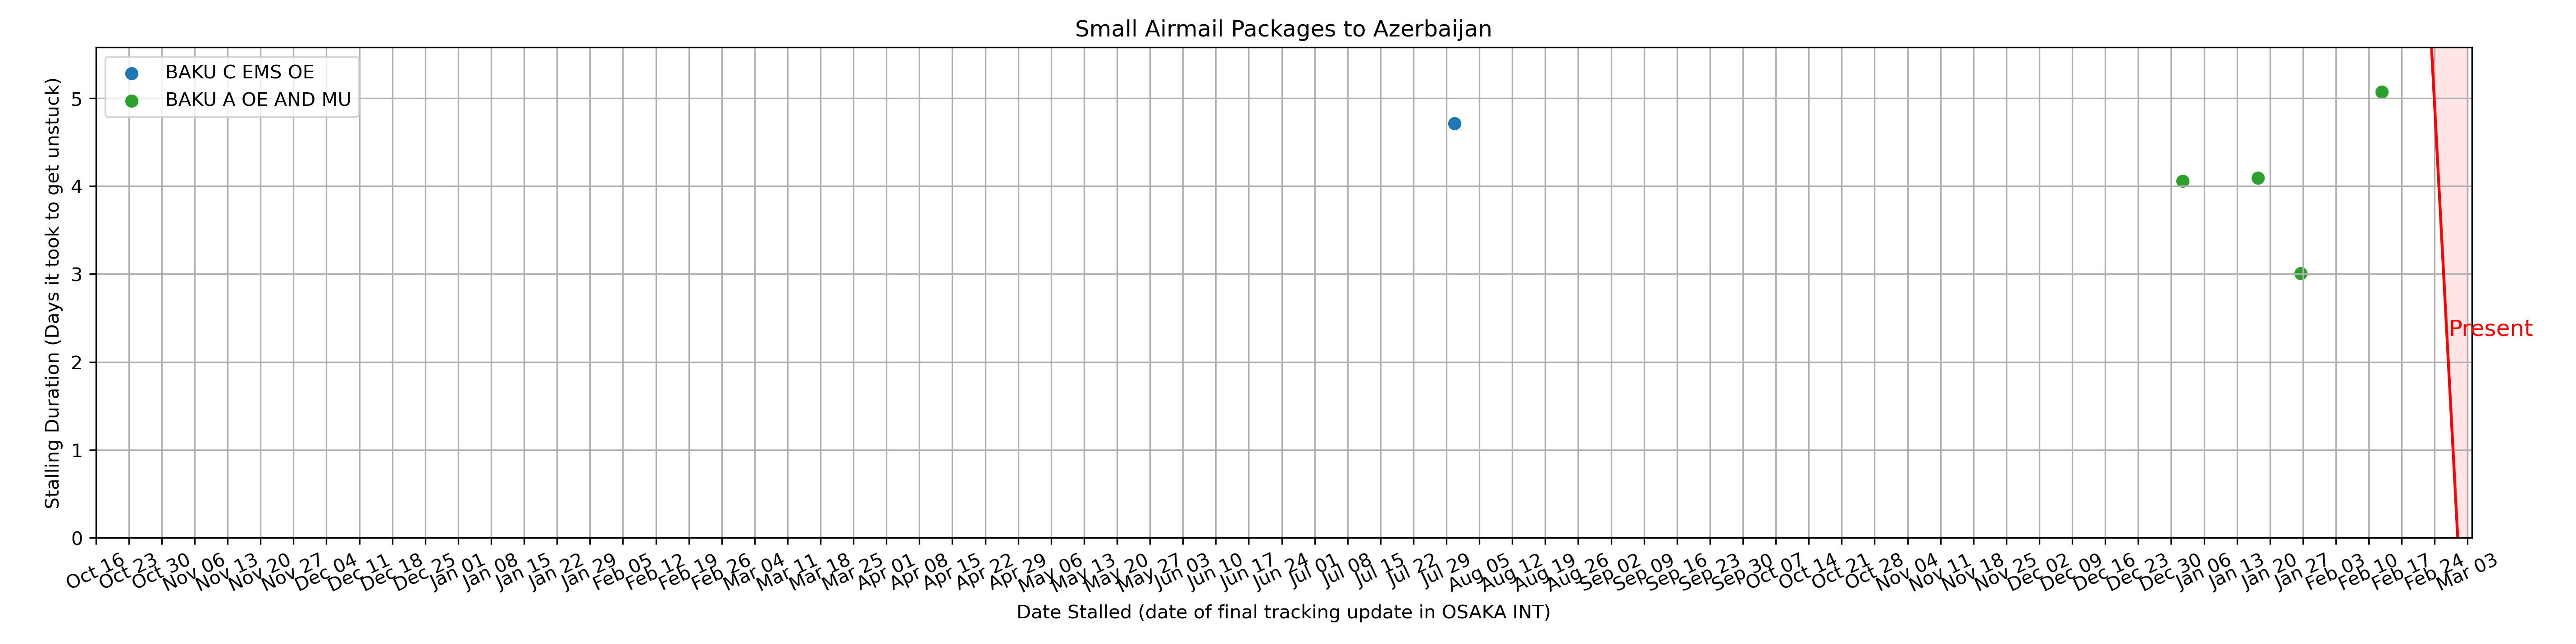 Small Airmail Packages to Azerbaijan
BAKU C EMS OE
BAKU A OE AND MU
Stalling Duration (Days it took to get unstuck)
5
4
3
2
1
0
Present
Oct 16 Oct 23 Oct 30 Nov 06 Nov 13 Nov 20 Nov 27 Dec 04 Dec 11 Dec 18 Dec 25 Jan 01 Jan 08 Jan 15 Jan 22 Jan 29 Feb 05 Feb 12 Feb 19 Feb 26 Mar 04 Mar 11 Mar 18 Mar 25 Apr 01 Apr 08 Apr 15 Apr 22 Apr 29 May 06 May 13 May 20 May 27 Jun 03 Jun 10 Jun 17 Jun 24 Jul 01 Jul 08 Jul 15 Jul 22 Jul 29 Aug 05 Aug 12 Aug 19 Aug 26 Sep 02 Sep 09 Sep 16 Sep 23 Sep 30 Oct 07 Oct 14 Oct 21 Oct 28 Nov 04 Nov 11 Nov 18 Nov 25 Dec 02 Dec 09 Dec 16 Dec 23 Dec 30 Jan 06 Jan 13 Jan 20 Jan 27 Feb 03 Feb 10 Feb 17 Feb 24 Mar 03
Date Stalled (date of final tracking update in OSAKA INT)